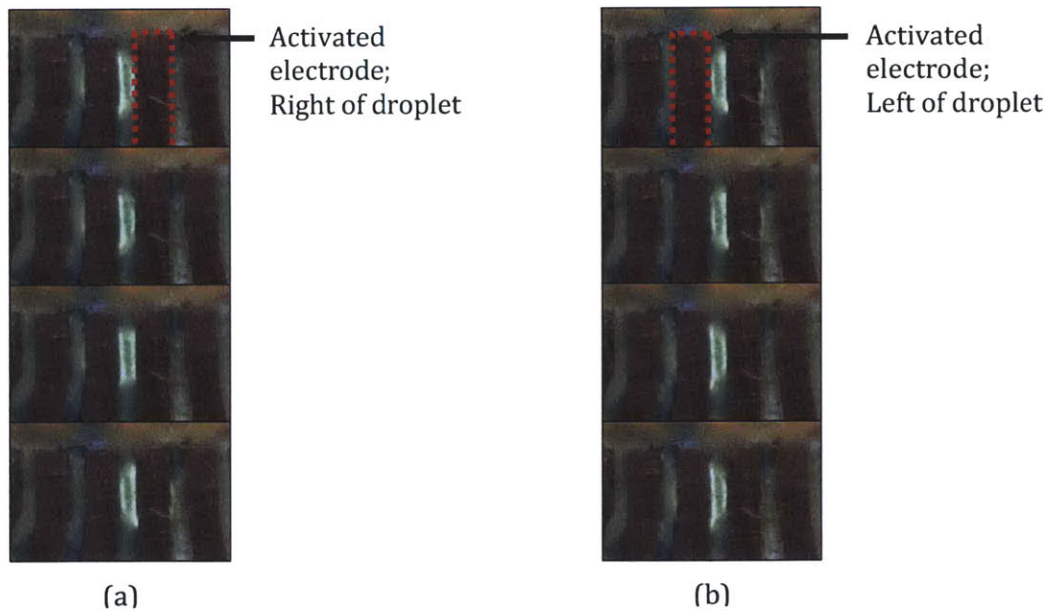 Activated
electrode;
Right of droplet
Activated
electrode;
Left of droplet
(a)
(b)